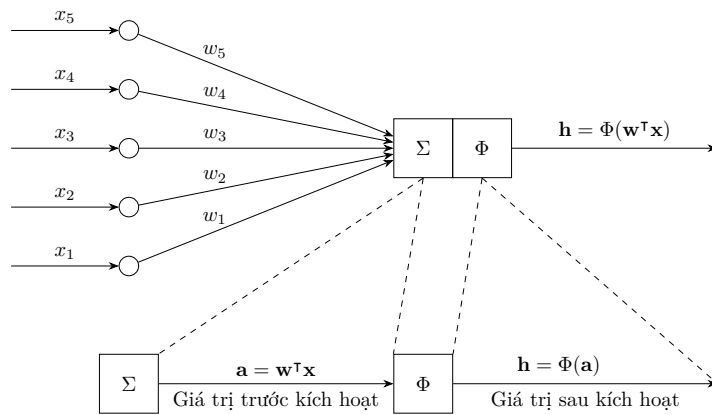 x₅
w₅
x₄
w₄
x₃
w₃
Σ
Φ
h = Φ(wᵀx)
x₂
w₂
x₁
w₁
Σ
a = wᵀx
Giá trị trước kích hoạt
Φ
h = Φ(a)
Giá trị sau kích hoạt